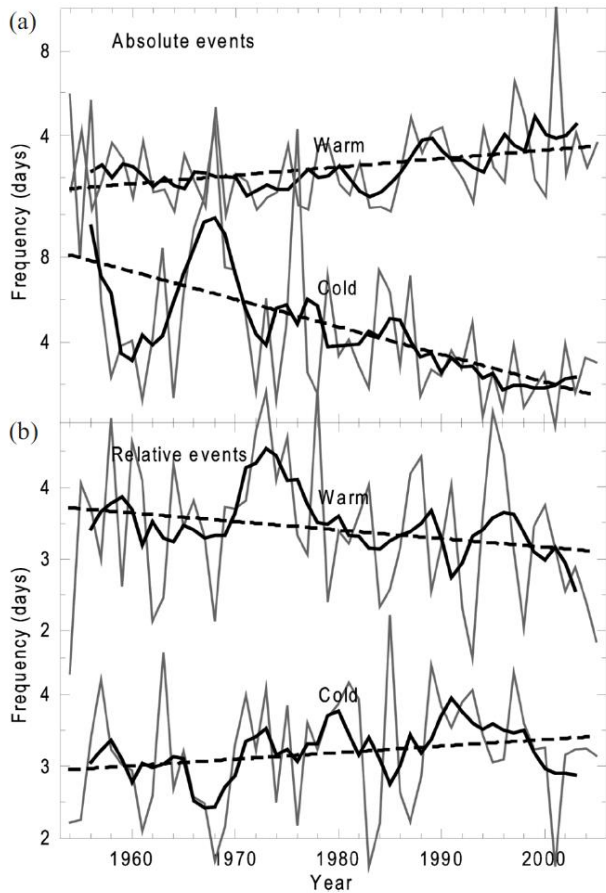 (a)
Absolute events
8
Warm
4
Frequency (days)
8
Cold
4
(b)
Relative events
4
Warm
3
Frequency (days)
2
4
Cold
3
2
1960 1970 1980 1990 2000
Year